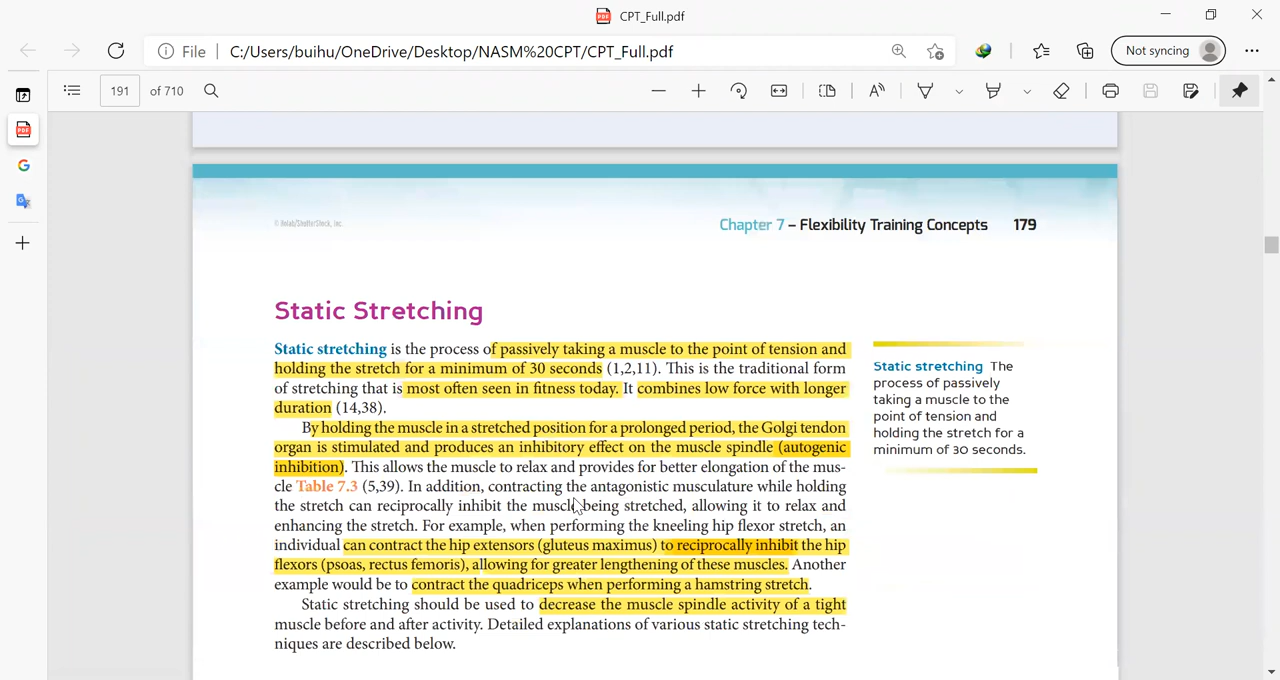 CPT_Full.pdf
File C:/Users/buihu/OneDrive/Desktop/NASM%20CPT/CPT_Full.pdf Not syncing
191 of 710
Chapter 7 – Flexibility Training Concepts 179
Static Stretching
Static stretching is the process of passively taking a muscle to the point of tension and
holding the stretch for a minimum of 30 seconds (1,2,11). This is the traditional form
of stretching that is most often seen in fitness today. It combines low force with longer
duration (14,38).
By holding the muscle in a stretched position for a prolonged period, the Golgi tendon
organ is stimulated and produces an inhibitory effect on the muscle spindle (autogenic
inhibition). This allows the muscle to relax and provides for better elongation of the mus-
cle Table 7.3 (5,39). In addition, contracting the antagonistic musculature while holding
the stretch can reciprocally inhibit the muscle being stretched, allowing it to relax and
enhancing the stretch. For example, when performing the kneeling hip flexor stretch, an
individual can contract the hip extensors (gluteus maximus) to reciprocally inhibit the hip
flexors (psoas, rectus femoris), allowing for greater lengthening of these muscles. Another
example would be to contract the quadriceps when performing a hamstring stretch.
Static stretching should be used to decrease the muscle spindle activity of a tight
muscle before and after activity. Detailed explanations of various static stretching tech-
niques are described below.
Static stretching The
process of passively
taking a muscle to the
point of tension and
holding the stretch for a
minimum of 30 seconds.